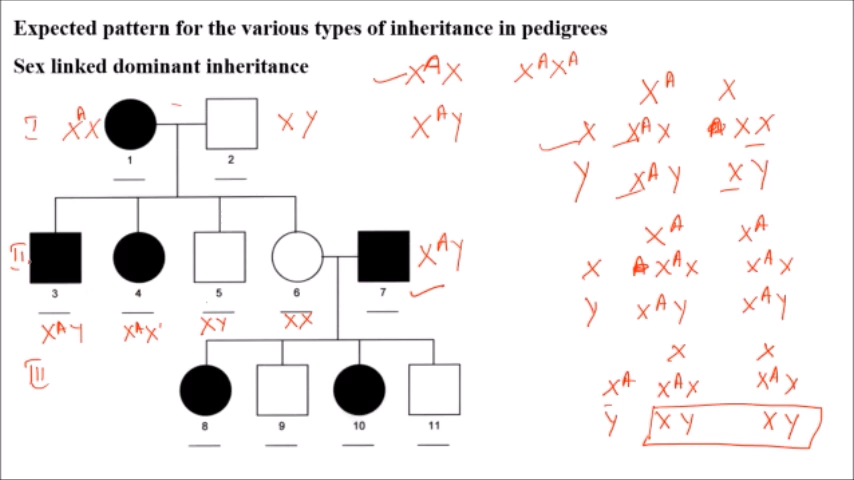 Expected pattern for the various types of inheritance in pedigrees
Sex linked dominant inheritance
XᴬX XᴬXᴬ
Xᴬ X
I XᴬX XY XᴬY
X XᴬX XX
1 2
Y XᴬY XY
Xᴬ Xᴬ
II XᴬY
X XᴬX XᴬX
3 4 5 6 7
XᴬY XᴬX XY XX
Y XᴬY XᴬY
X X
III
Xᴬ XᴬX XᴬX
Y XY XY
8 9 10 11